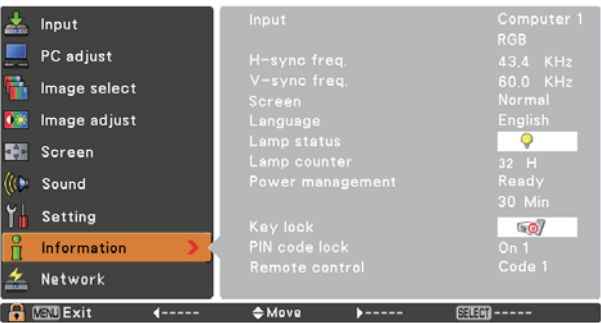 Input
PC adjust
Image select
Image adjust
Screen
Sound
Setting
Information
Network
Input Computer 1
RGB
H-sync freq. 43.4 KHz
V-sync freq. 60.0 KHz
Screen Normal
Language English
Lamp status
Lamp counter 32 H
Power management Ready
30 Min
Key lock
PIN code lock On 1
Remote control Code 1
MENU Exit ----- Move ----- SELECT -----